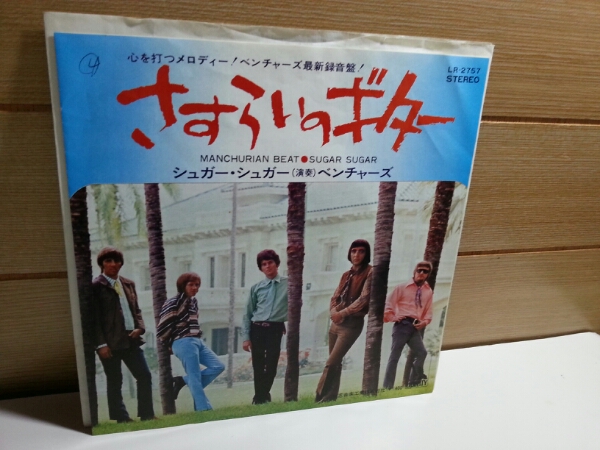 心を打つメロディー!ベンチャーズ最新録音盤!
LR-2757
STEREO
さすらいのギター
MANCHURIAN BEAT●SUGAR SUGAR
シュガー・シュガー(演奏)ベンチャーズ